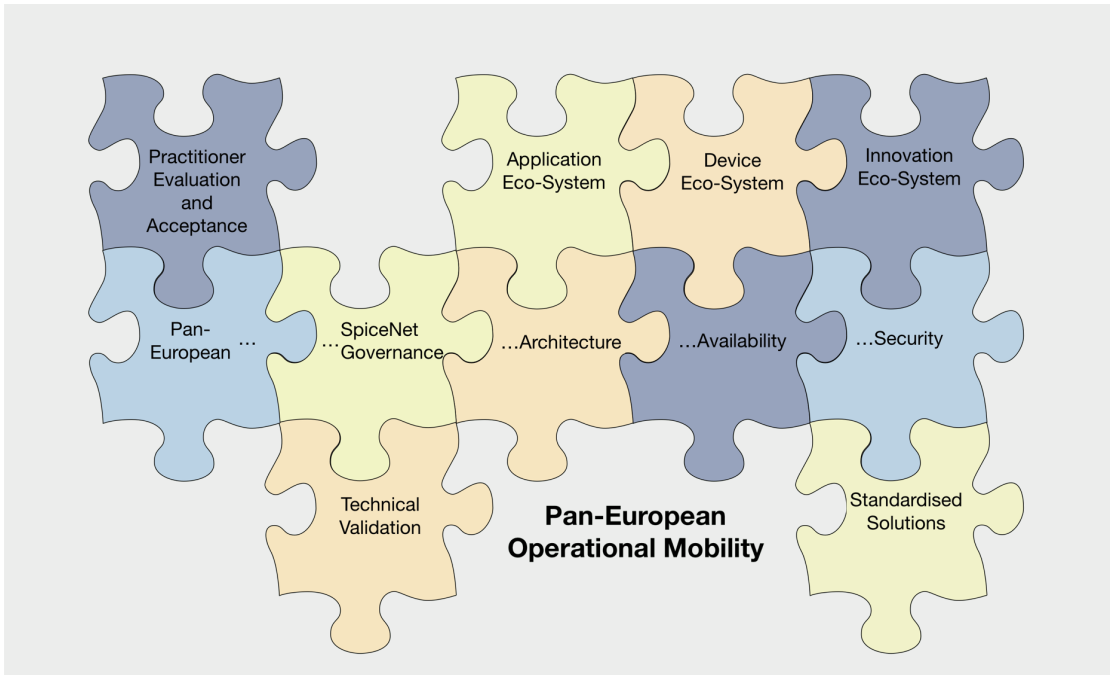 Practitioner
Evaluation
and
Acceptance
Application
Eco-System
Device
Eco-System
Innovation
Eco-System
Pan-
European ...
...SpiceNet
Governance
...Architecture
...Availability
...Security
Technical
Validation
Pan-European
Operational Mobility
Standardised
Solutions